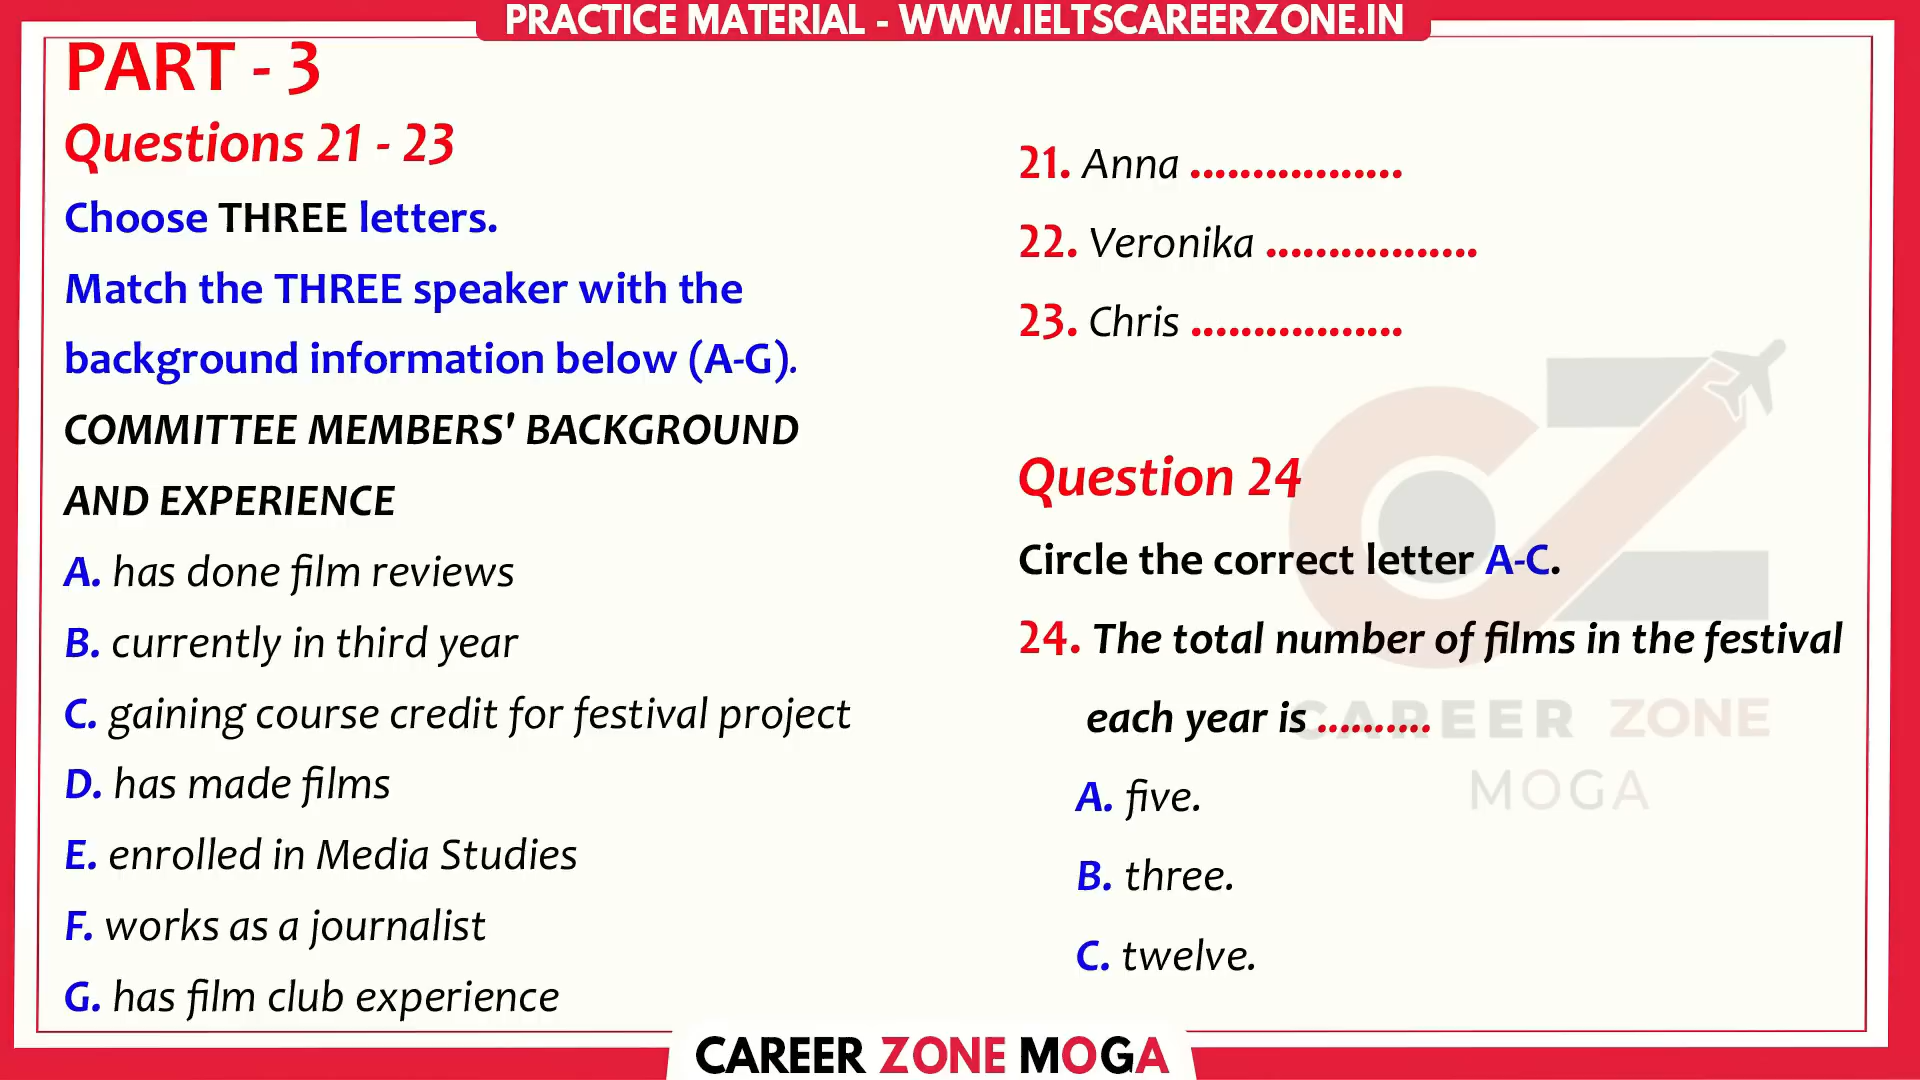 PRACTICE MATERIAL - WWW.IELTSCAREERZONE.IN
PART - 3
Questions 21 - 23
Choose THREE letters.
Match the THREE speaker with the
background information below (A-G).
COMMITTEE MEMBERS' BACKGROUND
AND EXPERIENCE
A. has done film reviews
B. currently in third year
C. gaining course credit for festival project
D. has made films
E. enrolled in Media Studies
F. works as a journalist
G. has film club experience
21. Anna .................
22. Veronika .................
23. Chris .................
Question 24
Circle the correct letter A-C.
24. The total number of films in the festival
each year is ..........
A. five.
B. three.
C. twelve.
CZ
CAREER ZONE
MOGA
CAREER ZONE MOGA